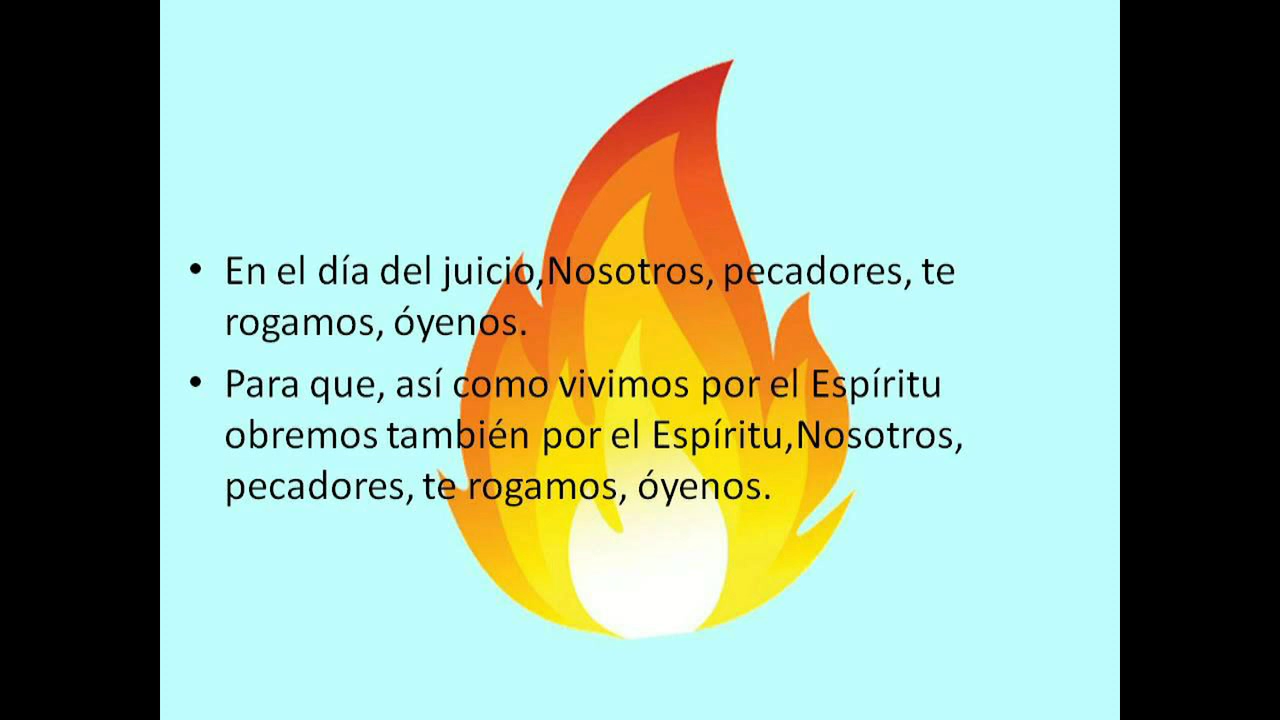 • En el día del juicio,Nosotros, pecadores, te
rogamos, óyenos.
• Para que, así como vivimos por el Espíritu
obremos también por el Espíritu,Nosotros,
pecadores, te rogamos, óyenos.